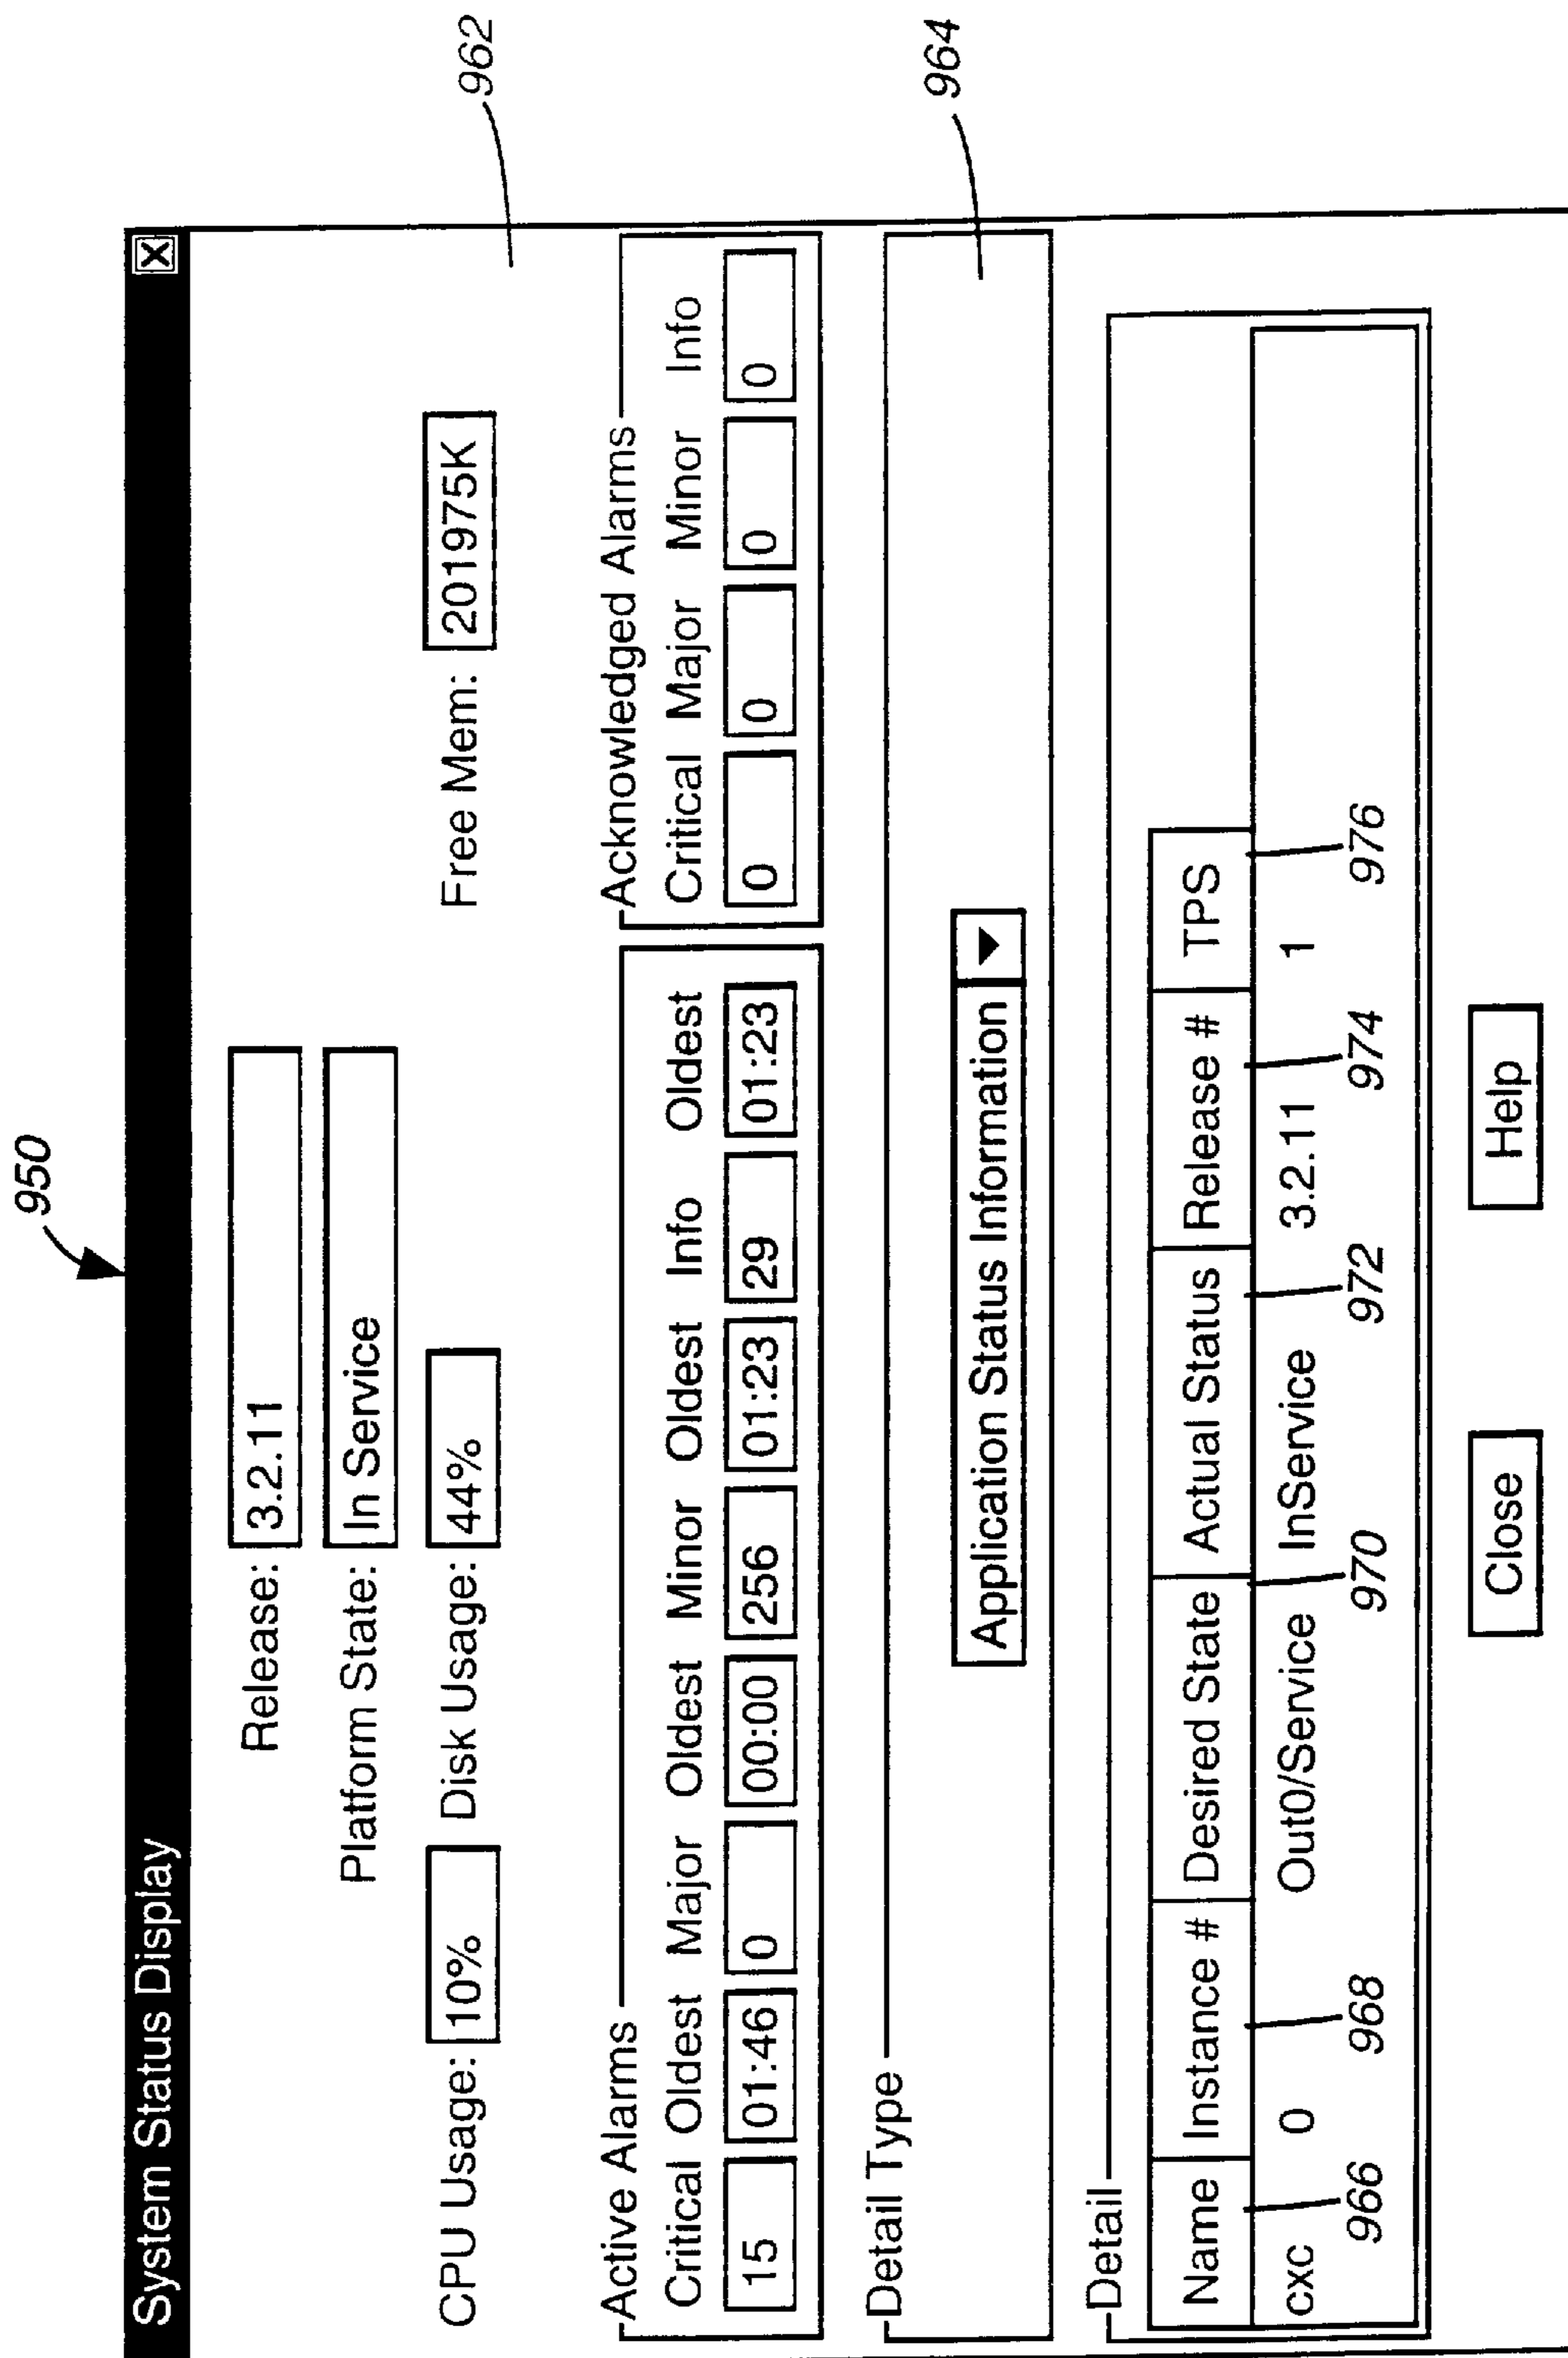 950
System Status Display
Release: 3.2.11
Platform State: In Service
CPU Usage: 10% Disk Usage: 44% Free Mem: 201975K
962
Active Alarms
Critical Oldest Major Oldest Minor Oldest Info Oldest
15 01:46 0 00:00 256 01:23 29 01:23
Acknowledged Alarms
Critical Major Minor Info
0 0 0 0
Detail Type
Application Status Information
964
Detail
Name Instance # Desired State Actual Status Release # TPS
cxc 0 Out0/Service InService 3.2.11 1
966 968 970 972 974 976
Close Help